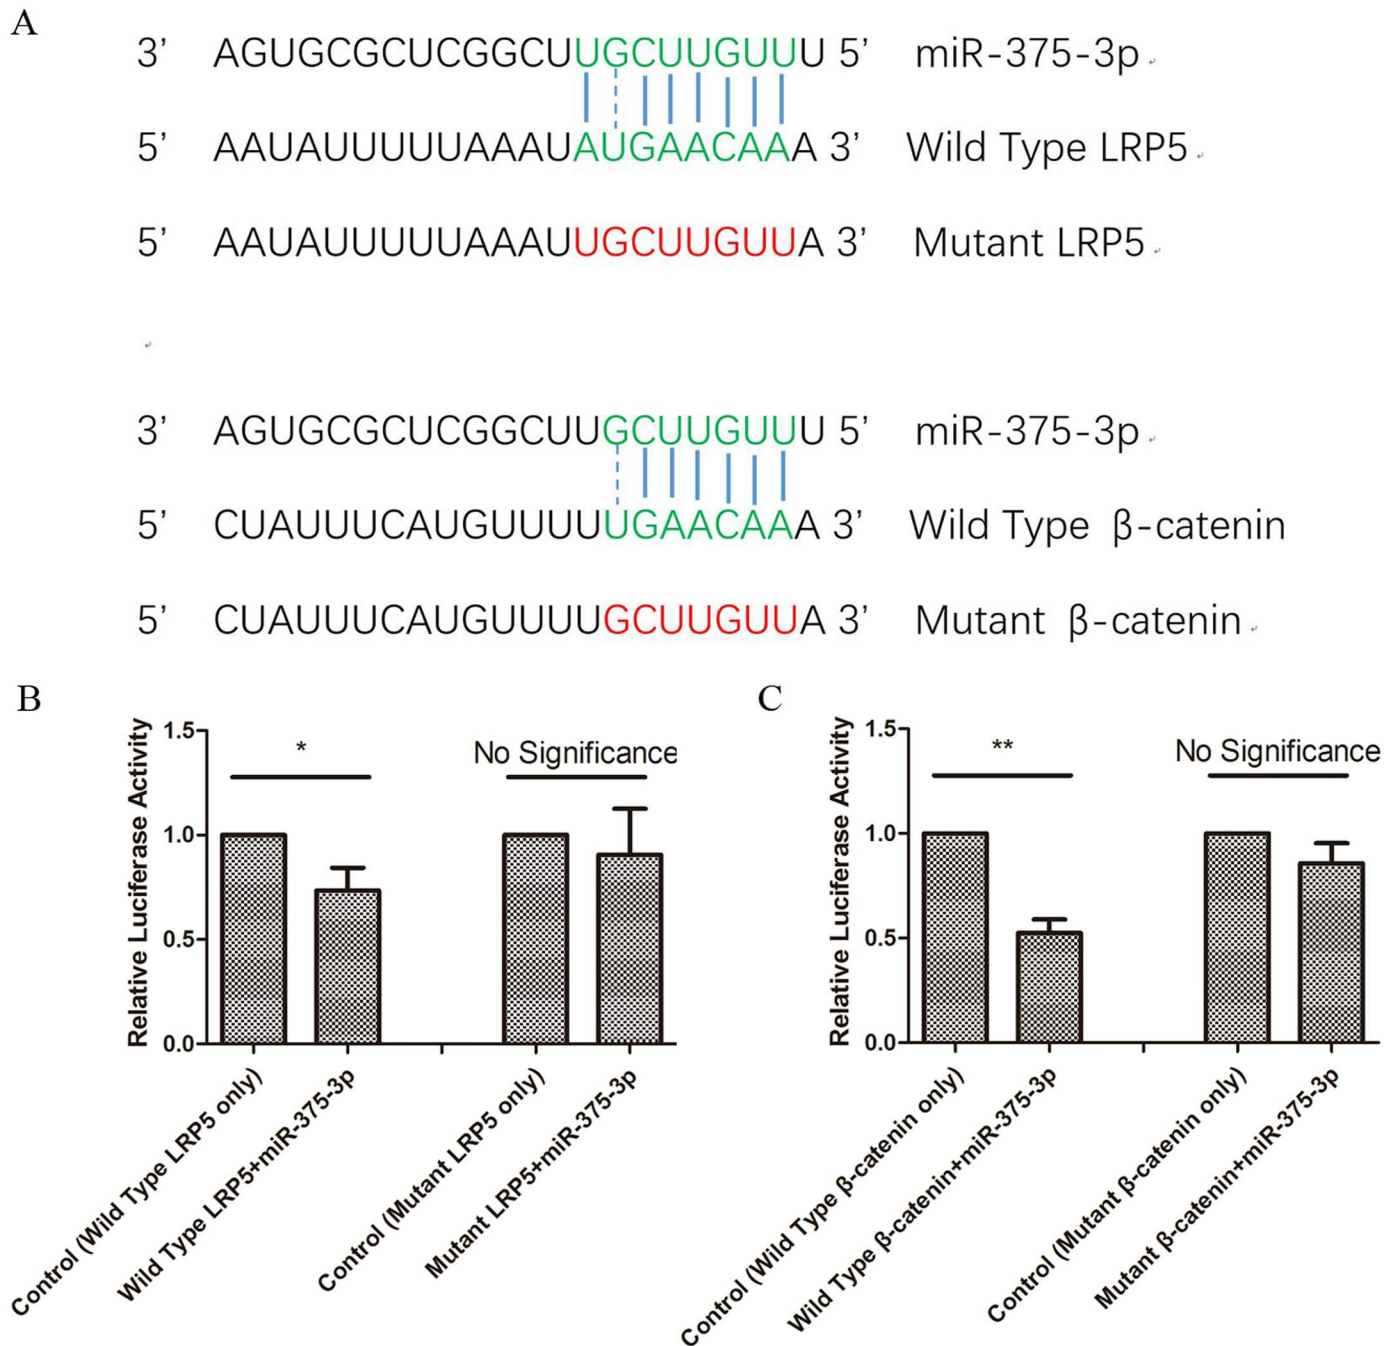 A
3’ AGUGCGCUCGGCUUGCUUGUUU 5’ miR-375-3p
5’ AAUAUUUUUAAAUAUGAACAAA 3’ Wild Type LRP5
5’ AAUAUUUUUAAAUUGCUUGUUA 3’ Mutant LRP5
3’ AGUGCGCUCGGCUUGCUUGUUU 5’ miR-375-3p
5’ CUAUUUCAUGUUUUUGAACAAA 3’ Wild Type β-catenin
5’ CUAUUUCAUGUUUUGCUUGUUA 3’ Mutant β-catenin
B
Relative Luciferase Activity
1.5
1.0
0.5
0.0
*
No Significance
Control (Wild Type LRP5 only)
Wild Type LRP5+miR-375-3p
Control (Mutant LRP5 only)
Mutant LRP5+miR-375-3p
C
Relative Luciferase Activity
1.5
1.0
0.5
0.0
**
No Significance
Control (Wild Type β-catenin only)
Wild Type β-catenin+miR-375-3p
Control (Mutant β-catenin only)
Mutant β-catenin+miR-375-3p